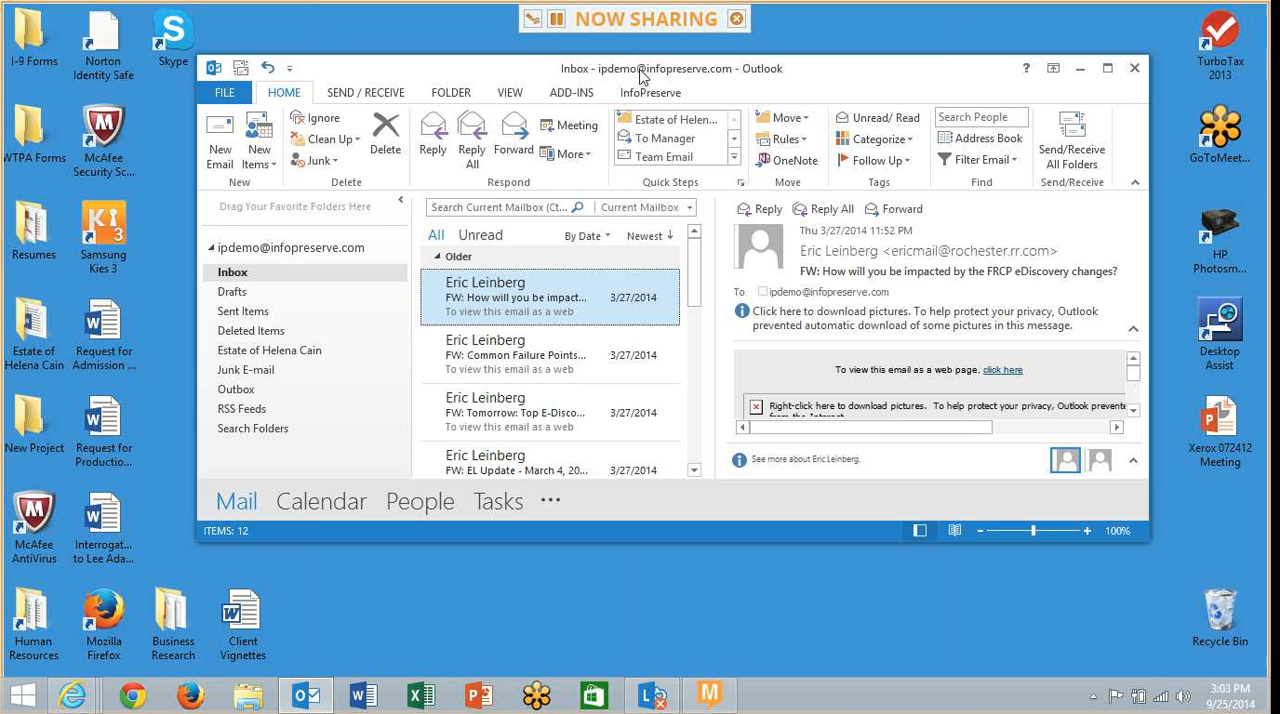 NOW SHARING
I-9 Forms
Norton
Identity Safe
Skype
WTPA Forms
McAfee
Security Sc...
Resumes
Samsung
Kies 3
Estate of
Helena Cain
Request for
Admission ...
New Project
Request for
Productio...
McAfee
AntiVirus
Interrogat...
to Lee Ada...
Human
Resources
Mozilla
Firefox
Business
Research
Client
Vignettes
Inbox - ipdemo@infopreserve.com - Outlook
FILE HOME SEND / RECEIVE FOLDER VIEW ADD-INS InfoPreserve
New
Email
New
Items
New
Ignore
Clean Up
Junk
Delete
Delete
Reply
Reply
All
Forward
Meeting
More
Respond
Estate of Helen...
To Manager
Team Email
Quick Steps
Move
Rules
OneNote
Move
Unread/ Read
Categorize
Follow Up
Tags
Search People
Address Book
Filter Email
Find
Send/Receive
All Folders
Send/Receive
Drag Your Favorite Folders Here
ipdemo@infopreserve.com
Inbox
Drafts
Sent Items
Deleted Items
Estate of Helena Cain
Junk E-mail
Outbox
RSS Feeds
Search Folders
Search Current Mailbox (Ct... Current Mailbox
All Unread By Date Newest
Older
Eric Leinberg
FW: How will you be impact... 3/27/2014
To view this email as a web
Eric Leinberg
FW: Common Failure Points... 3/27/2014
To view this email as a web
Eric Leinberg
FW: Tomorrow: Top E-Disco... 3/27/2014
To view this email as a web
Eric Leinberg
FW: EL Update - March 4, 20... 3/27/2014
Reply Reply All Forward
Thu 3/27/2014 11:52 PM
Eric Leinberg <ericmail@rochester.rr.com>
FW: How will you be impacted by the FRCP eDiscovery changes?
To ipdemo@infopreserve.com
Click here to download pictures. To help protect your privacy, Outlook
prevented automatic download of some pictures in this message.
To view this email as a web page, click here
Right-click here to download pictures. To help protect your privacy, Outlook prevents
See more about Eric Leinberg.
Mail Calendar People Tasks
ITEMS: 12
100%
TurboTax
2013
GoToMeet...
HP
Photosm...
Desktop
Assist
Xerox 072412
Meeting
Recycle Bin
3:03 PM
9/25/2014